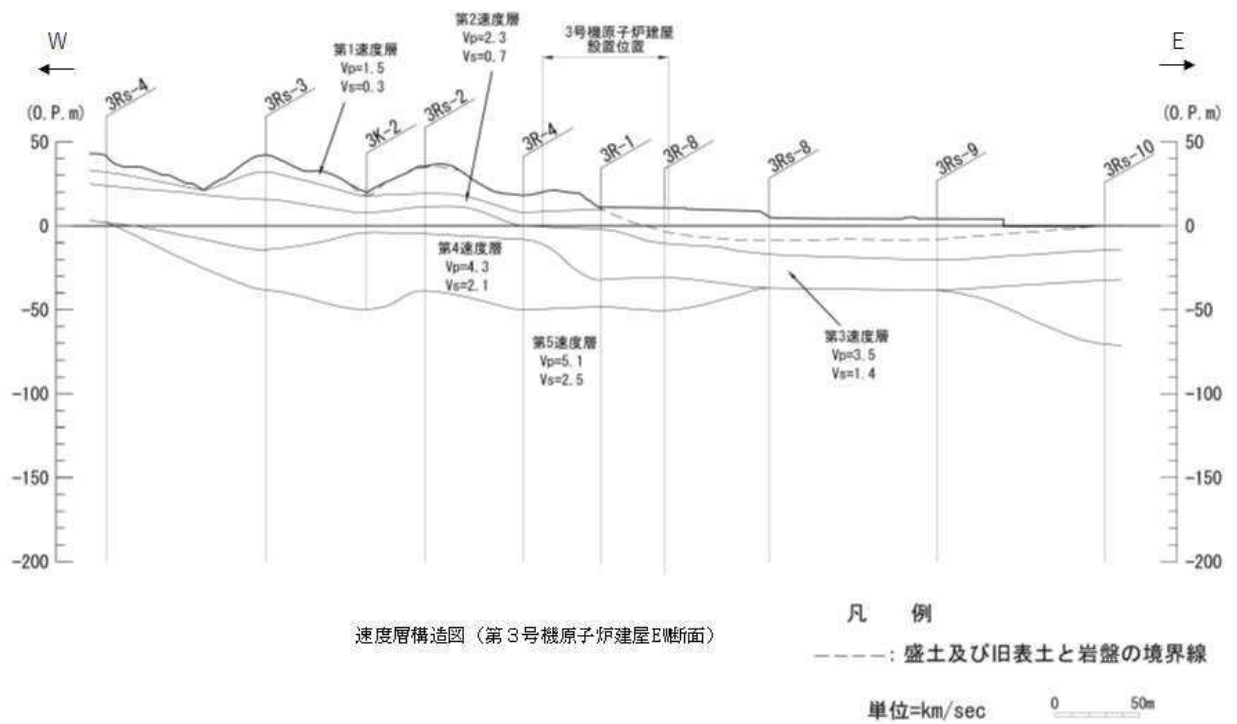 W
E
(O.P.m)
(O.P.m)
第1速度層
Vp=1.5
Vs=0.3
第2速度層
Vp=2.3
Vs=0.7
3号機原子炉建屋
設置位置
3Rs-4
3Rs-3
3K-2
3Rs-2
3R-4
3R-1
3R-8
3Rs-8
3Rs-9
3Rs-10
50
0
-50
-100
-150
-200
50
0
-50
-100
-150
-200
第4速度層
Vp=4.3
Vs=2.1
第5速度層
Vp=5.1
Vs=2.5
第3速度層
Vp=3.5
Vs=1.4
速度層構造図(第3号機原子炉建屋EW断面)
凡 例
-----:盛土及び旧表土と岩盤の境界線
単位=km/sec
0 50m